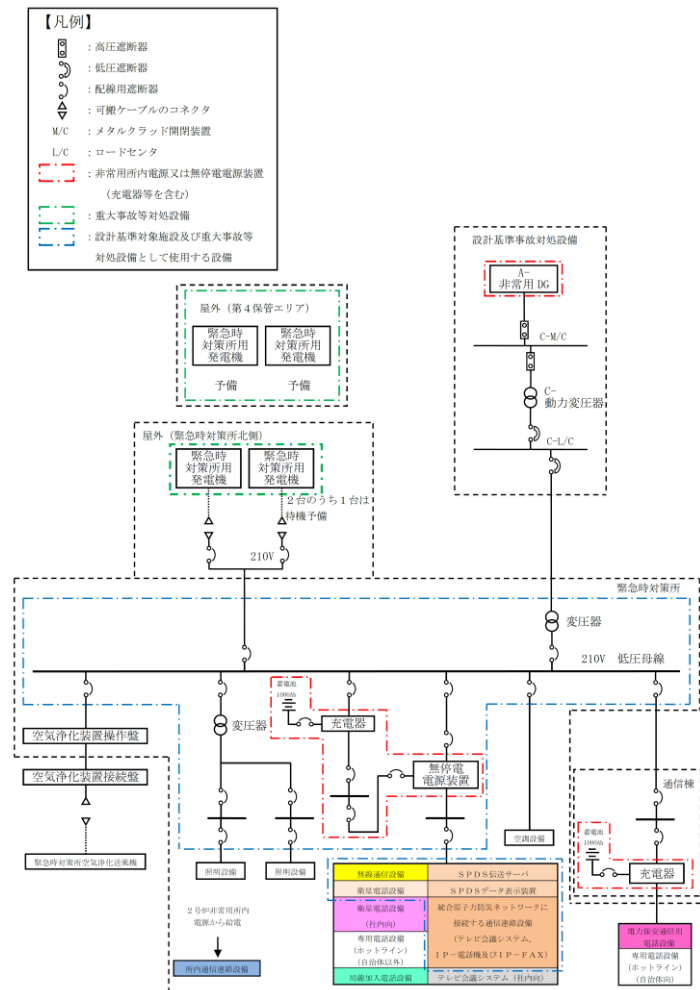 【凡例】
：高圧遮断器
：低圧遮断器
：配線用遮断器
：可搬ケーブルのコネクタ
M/C ：メタルクラッド開閉装置
L/C ：ロードセンタ
：非常用所内電源又は無停電電源装置
（充電器等を含む）
：重大事故等対処設備
：設計基準対象施設及び重大事故等
対処設備として使用する設備
設計基準事故対処設備
A-
非常用 DG
C-M/C
C-
動力変圧器
C-L/C
屋外（第４保管エリア）
緊急時
対策所用
発電機
緊急時
対策所用
発電機
予備
予備
屋外（緊急時対策所北側）
緊急時
対策所用
発電機
緊急時
対策所用
発電機
２台のうち１台は
待機予備
210V
緊急時対策所
変圧器
210V 低圧母線
空気浄化装置操作盤
空気浄化装置接続盤
緊急時対策所空気浄化送風機
変圧器
照明設備
照明設備
蓄電池
1000Ah
充電器
無停電
電源装置
空調設備
通信棟
蓄電池
1000Ah
充電器
２号炉非常用所内
電源から給電
所内通信連絡設備
無線通信設備
衛星電話設備
衛星電話設備
（社内向）
専用電話設備
（ホットライン）
（自治体以外）
局線加入電話設備
ＳＰＤＳ伝送サーバ
ＳＰＤＳデータ表示装置
統合原子力防災ネットワークに
接続する通信連絡設備
（テレビ会議システム，
ＩＰ－電話機及びＩＰ－ＦＡＸ）
テレビ会議システム（社内向）
電力保安通信用
電話設備
専用電話設備
（ホットライン）
（自治体向）